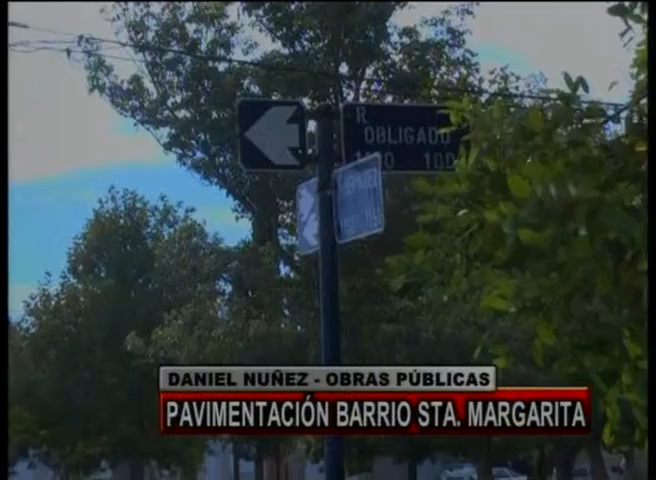 R
OBLIGADO
DANIEL NUÑEZ - OBRAS PÚBLICAS
PAVIMENTACIÓN BARRIO STA. MARGARITA